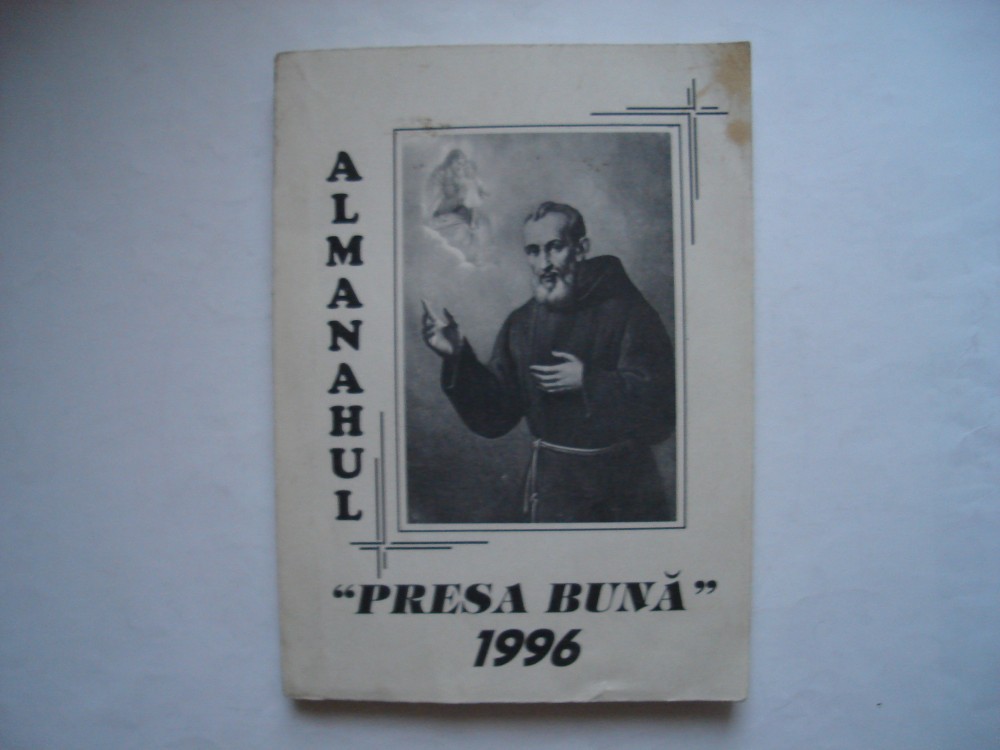 ALMANAHUL
“PRESA BUNĂ”
1996